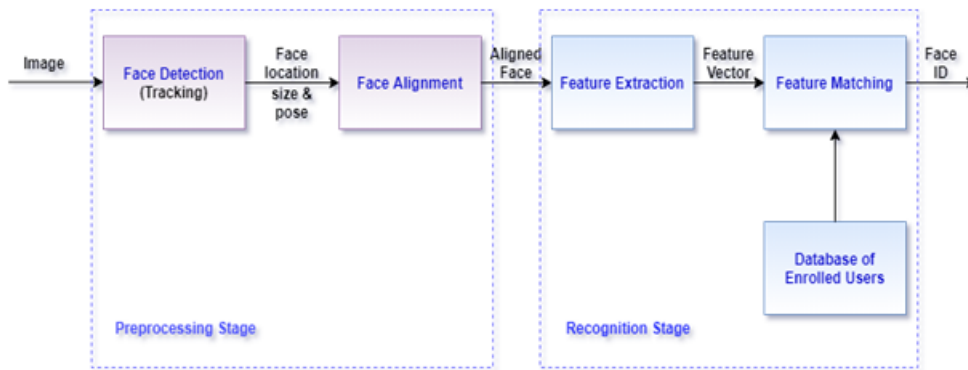 Image
Face Detection
(Tracking)
Face
location
size &
pose
Face Alignment
Aligned
Face
Feature Extraction
Feature
Vector
Feature Matching
Face
ID
Database of
Enrolled Users
Preprocessing Stage
Recognition Stage